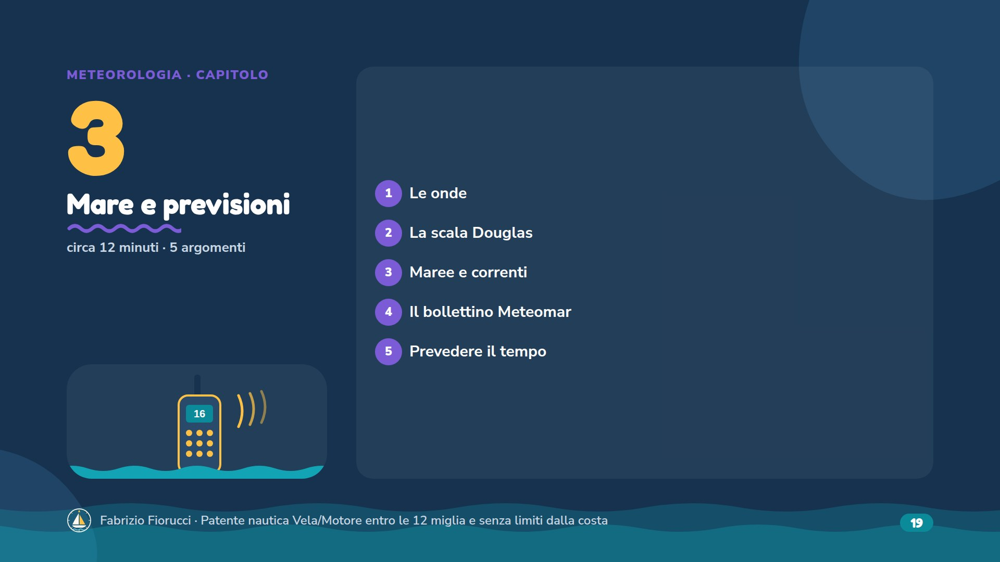 METEOROLOGIA · CAPITOLO
3
Mare e previsioni
circa 12 minuti · 5 argomenti
1 Le onde
2 La scala Douglas
3 Maree e correnti
4 Il bollettino Meteomar
5 Prevedere il tempo
16
Fabrizio Fiorucci · Patente nautica Vela/Motore entro le 12 miglia e senza limiti dalla costa
19